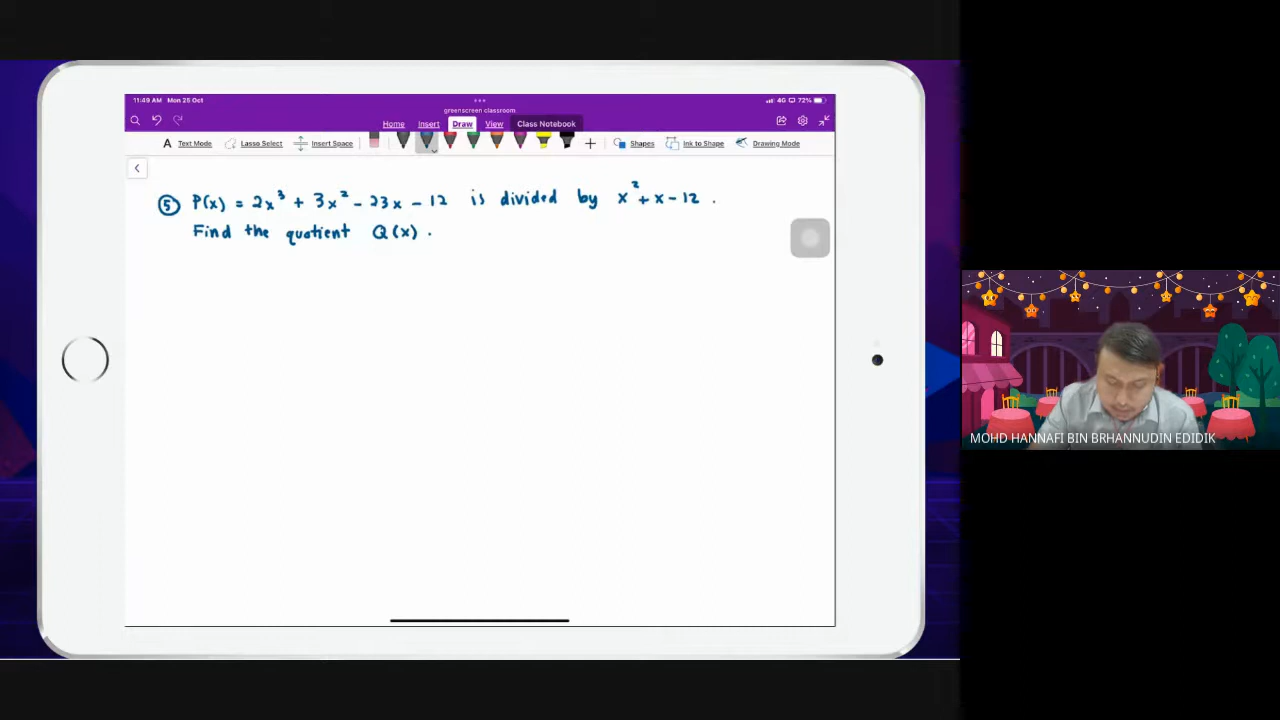 11:49 AM Mon 25 Oct
4G 72%
greenscreen classroom
Home Insert Draw View Class Notebook
A Text Mode Lasso Select Insert Space Shapes Ink to Shape Drawing Mode
⑤ P(x) = 2x³ + 3x² - 23x - 12 is divided by x² + x - 12 .
Find the quotient Q(x) .
MOHD HANNAFI BIN BRHANNUDIN EDIDIK